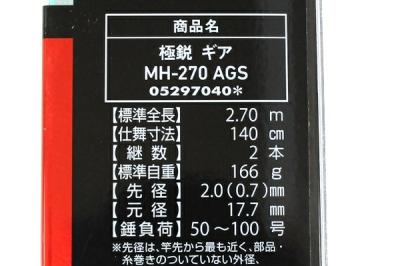 商品名
極鋭 ギア
MH-270 AGS
05297040*
【標準全長】 2.70 m
【仕舞寸法】 140 cm
【継数】 2 本
【標準自重】 166 g
【先径】 2.0(0.7)mm
【元径】 17.7 mm
【錘負荷】 50～100 号
※先径は、竿先から最も近く、部品・
糸巻きのついていない外径、